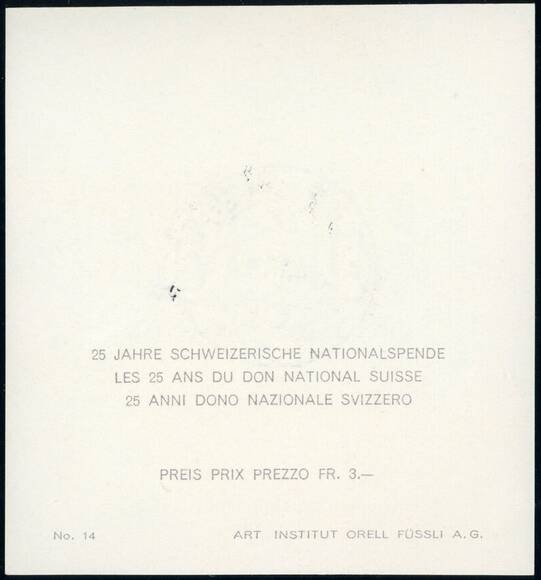 25 JAHRE SCHWEIZERISCHE NATIONALSPENDE
LES 25 ANS DU DON NATIONAL SUISSE
25 ANNI DONO NAZIONALE SVIZZERO
PREIS PRIX PREZZO FR. 3.—
No. 14 ART INSTITUT ORELL FÜSSLI A.G.